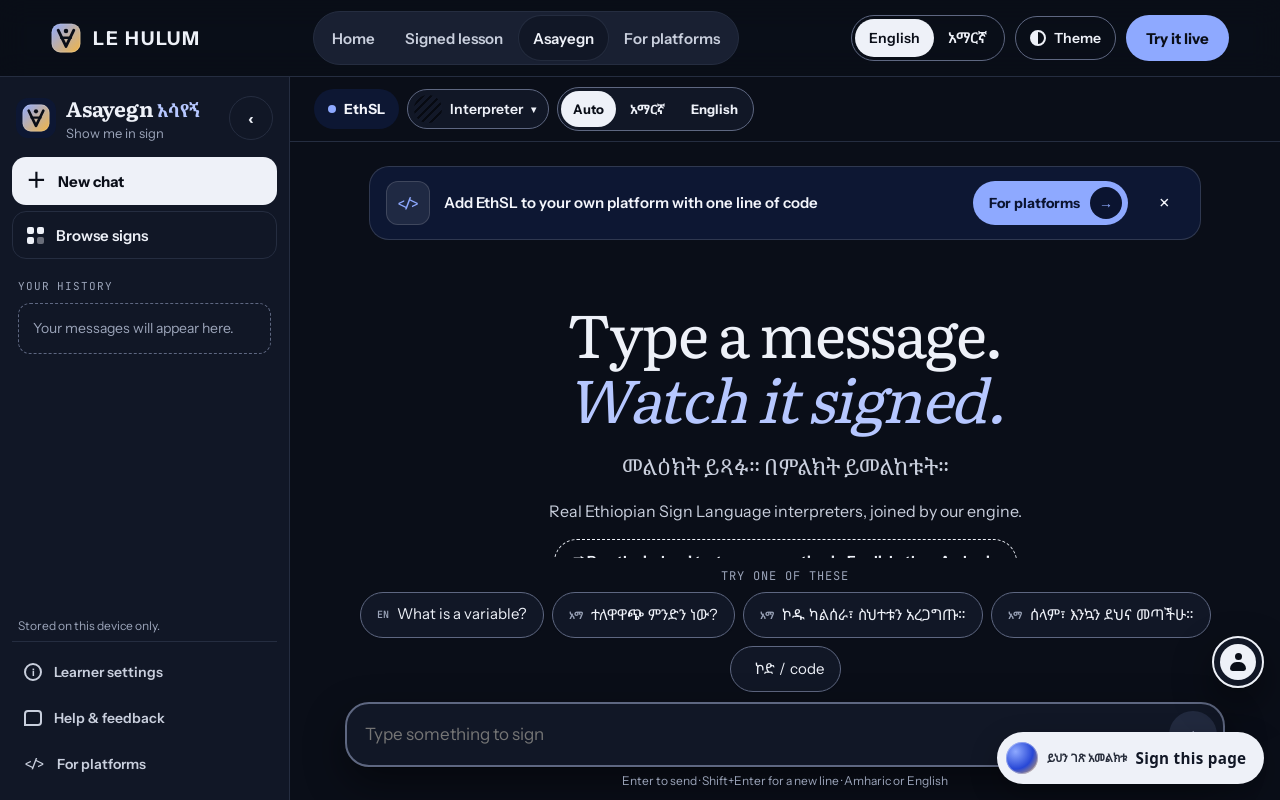 LE HULUM
Home
Signed lesson
Asayegn
For platforms
English
አማርኛ
Theme
Try it live
Asayegn አሳየኝ
Show me in sign
New chat
Browse signs
YOUR HISTORY
Your messages will appear here.
Stored on this device only.
Learner settings
Help & feedback
For platforms
EthSL
Interpreter
Auto
አማርኛ
English
Add EthSL to your own platform with one line of code
For platforms →
Type a message.
Watch it signed.
መልዕክት ይጻፉ። በምልክት ይመልከቱት።
Real Ethiopian Sign Language interpreters, joined by our engine.
TRY ONE OF THESE
EN What is a variable?
አማ ተለዋዋጭ ምንድን ነው?
አማ ኮዱ ካልሰራ፣ ስህተቱን አረጋግጡ።
አማ ሰላም፣ እንኳን ደህና መጣችሁ።
ኮድ / code
Type something to sign
Enter to send · Shift+Enter for a new line · Amharic or English
ይህን ገጽ አመልክቱ Sign this page